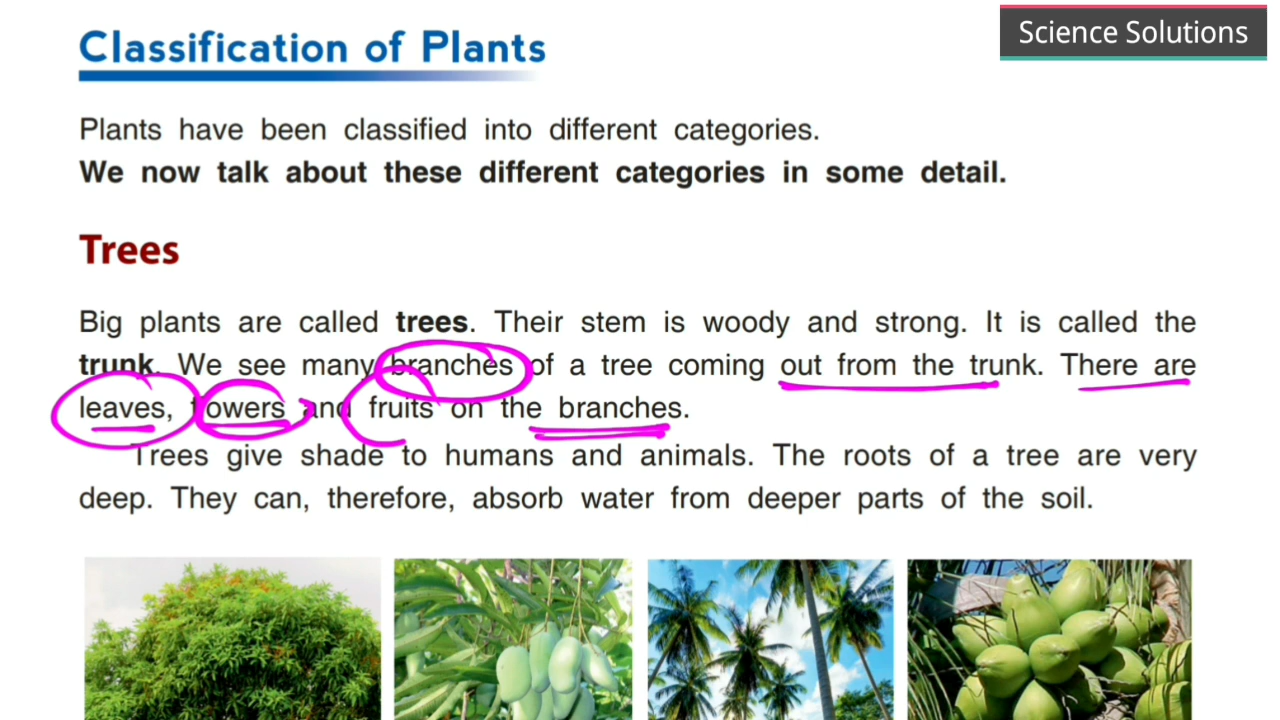 Classification of Plants
Science Solutions
Plants have been classified into different categories.
We now talk about these different categories in some detail.
Trees
Big plants are called trees. Their stem is woody and strong. It is called the
trunk. We see many branches of a tree coming out from the trunk. There are
leaves, flowers and fruits on the branches.
Trees give shade to humans and animals. The roots of a tree are very
deep. They can, therefore, absorb water from deeper parts of the soil.